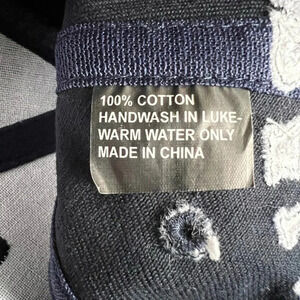 100% COTTON
HANDWASH IN LUKE-
WARM WATER ONLY
MADE IN CHINA